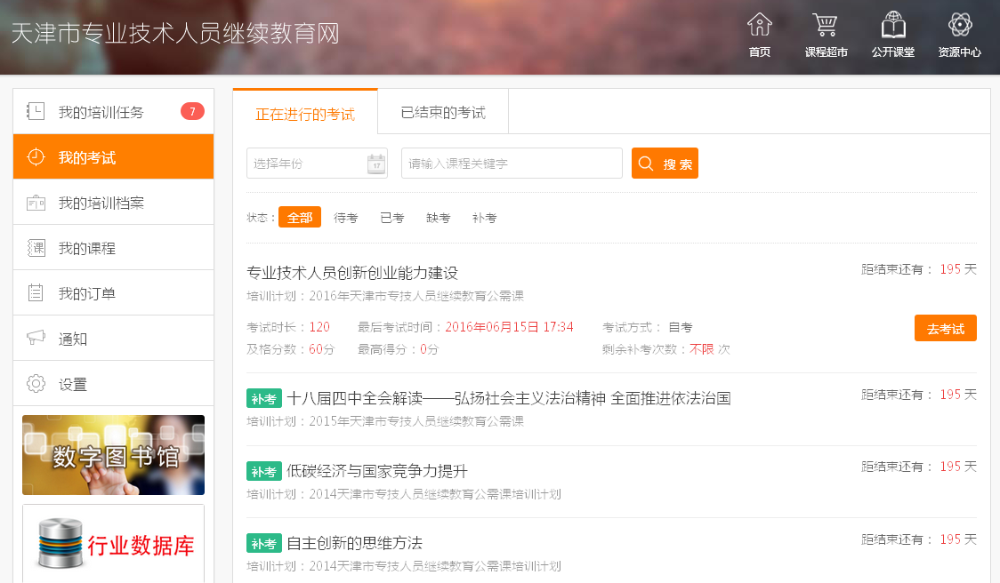 天津市专业技术人员继续教育网
首页 课程超市 公开课堂 资源中心
我的培训任务 7
我的考试
我的培训档案
课 我的课程
我的订单
通知
设置
数字图书馆
行业数据库
正在进行的考试 已结束的考试
选择年份 17 请输入课程关键字 搜索
状态： 全部 待考 已考 缺考 补考
专业技术人员创新创业能力建设 距结束还有： 195 天
培训计划：2016年天津市专技人员继续教育公需课
考试时长：120 最后考试时间：2016年06月15日 17:34 考试方式： 自考
去考试
及格分数：60分 最高得分：0分 剩余补考次数：不限 次
补考 十八届四中全会解读——弘扬社会主义法治精神 全面推进依法治国 距结束还有： 195 天
培训计划：2015年天津市专技人员继续教育公需课
补考 低碳经济与国家竞争力提升 距结束还有： 195 天
培训计划：2014天津市专技人员继续教育公需课培训计划
补考 自主创新的思维方法 距结束还有： 195 天
培训计划：2014天津市专技人员继续教育公需课培训计划